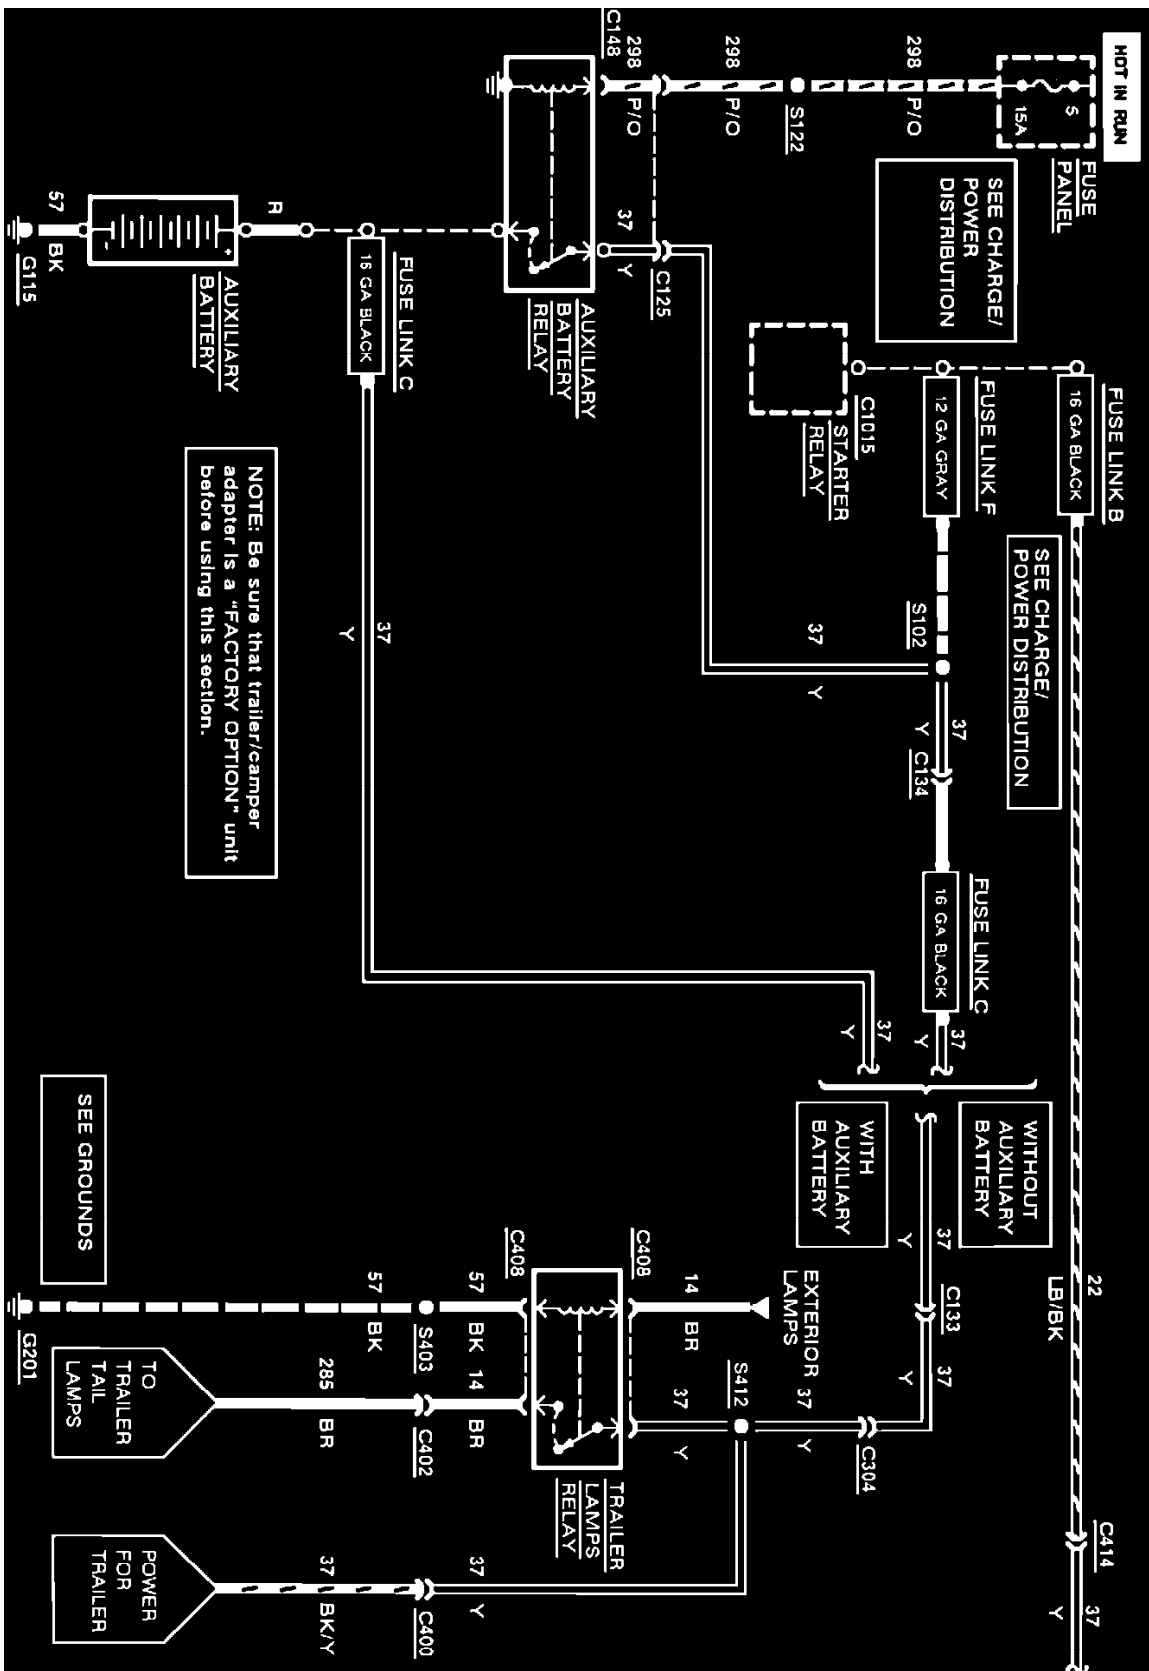 HOT IN RUN
5
15A
FUSE
PANEL
298
P/O
S122
298
P/O
298
P/O
C148
SEE CHARGE/
POWER
DISTRIBUTION
37
Y
C125
AUXILIARY
BATTERY
RELAY
R
AUXILIARY
BATTERY
57
BK
G115
FUSE LINK C
16 GA BLACK
C1015
STARTER
RELAY
FUSE LINK F
12 GA GRAY
FUSE LINK B
16 GA BLACK
SEE CHARGE/
POWER DISTRIBUTION
S102
37
Y
37
Y
C134
FUSE LINK C
16 GA BLACK
37
Y
37
Y
37
Y
NOTE: Be sure that trailer/camper
adapter is a "FACTORY OPTION" unit
before using this section.
WITHOUT
AUXILIARY
BATTERY
WITH
AUXILIARY
BATTERY
22
LB/BK
C414
37
Y
37
Y
C133
37
Y
C304
37
Y
S412
37
Y
EXTERIOR
LAMPS
14
BR
C408
C408
TRAILER
LAMPS
RELAY
57
BK
S403
57
BK
G201
SEE GROUNDS
14
BR
C402
285
BR
TO
TRAILER
TAIL
LAMPS
37
Y
C400
37
BK/Y
POWER
FOR
TRAILER